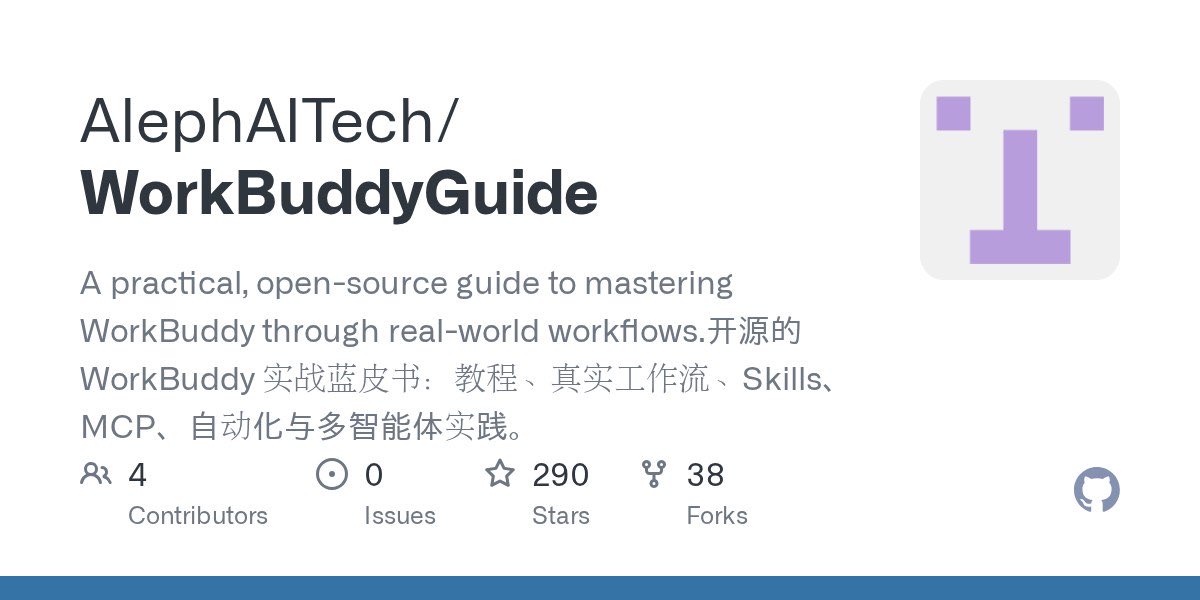 AlephAITech/
WorkBuddyGuide
A practical, open-source guide to mastering
WorkBuddy through real-world workflows.开源的
WorkBuddy 实战蓝皮书：教程、真实工作流、Skills、
MCP、自动化与多智能体实践。
4
Contributors
0
Issues
290
Stars
38
Forks